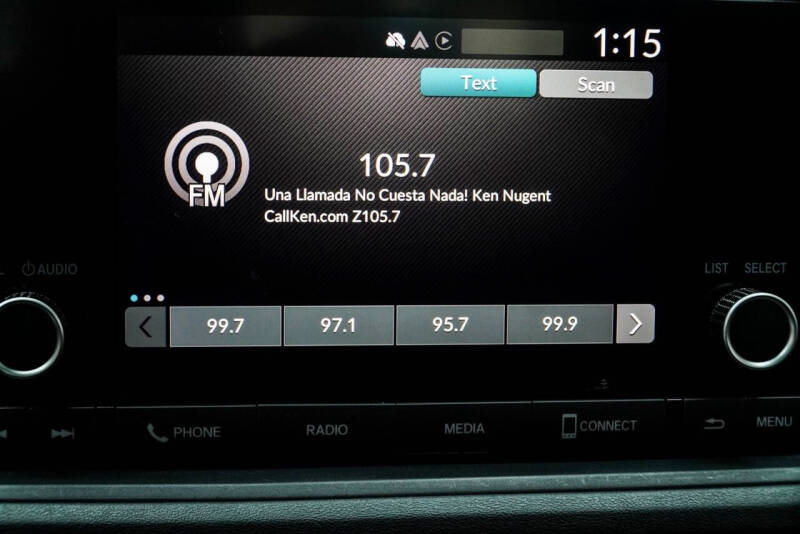 1:15
Text Scan
FM
105.7
Una Llamada No Cuesta Nada! Ken Nugent
CallKen.com Z105.7
AUDIO
LIST SELECT
99.7 97.1 95.7 99.9
PHONE RADIO MEDIA CONNECT MENU